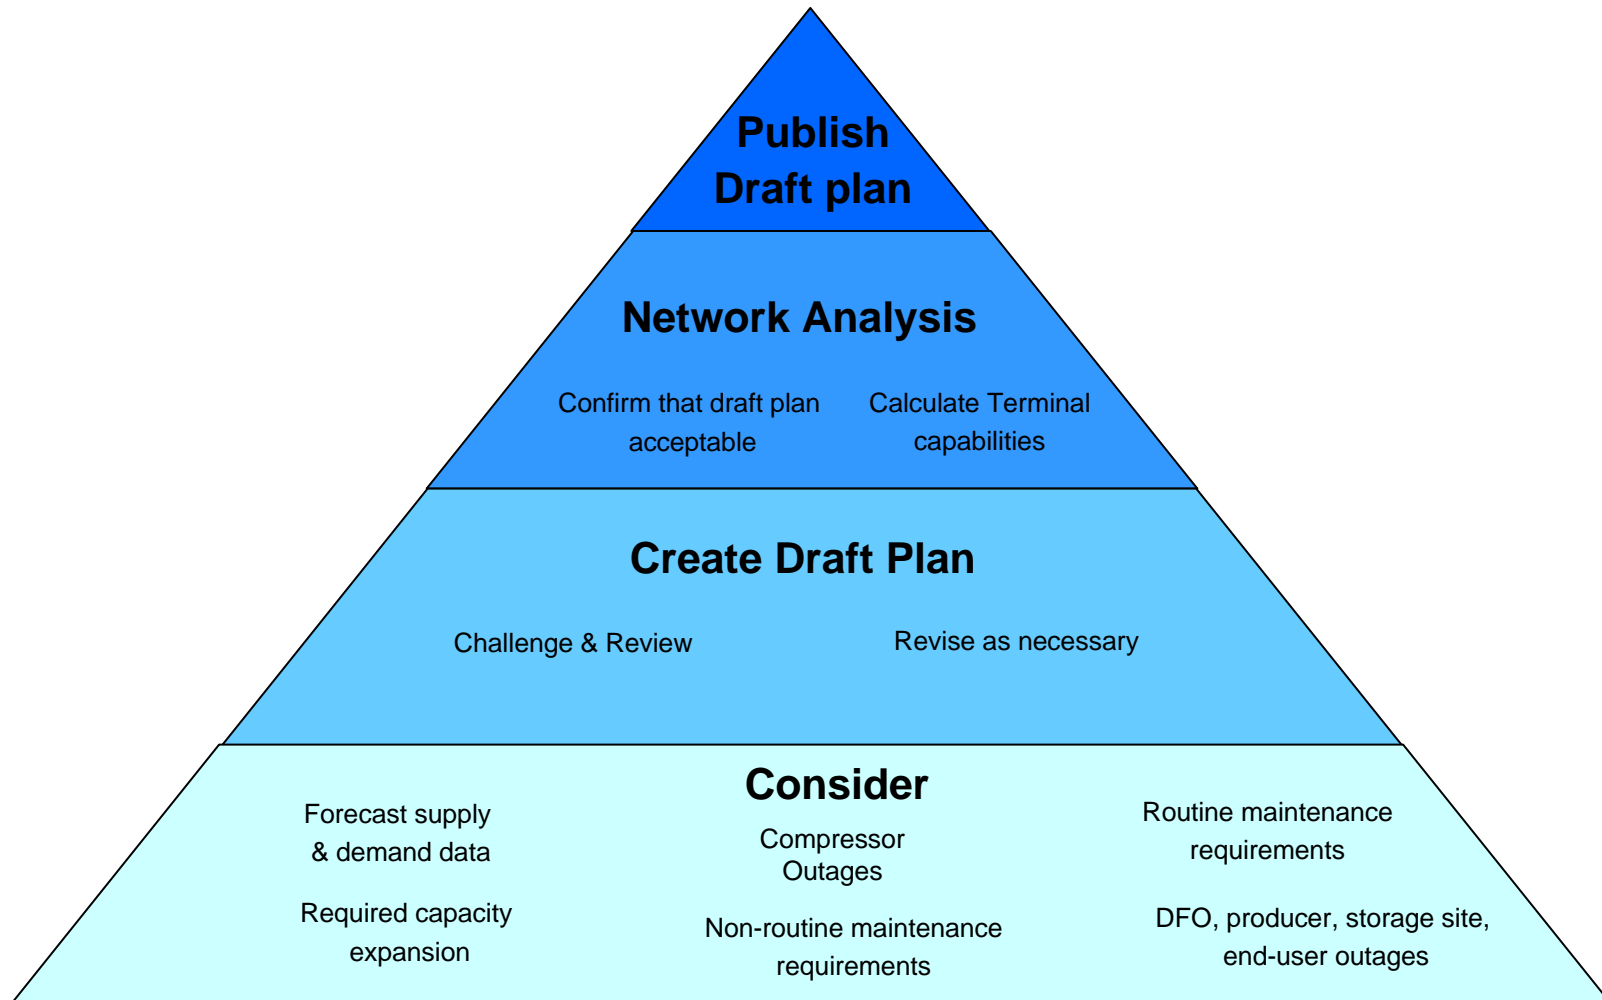 Publish
Draft plan
Network Analysis
Confirm that draft plan
acceptable
Calculate Terminal
capabilities
Create Draft Plan
Challenge & Review
Revise as necessary
Consider
Forecast supply
& demand data
Compressor
Outages
Routine maintenance
requirements
Required capacity
expansion
Non-routine maintenance
requirements
DFO, producer, storage site,
end-user outages